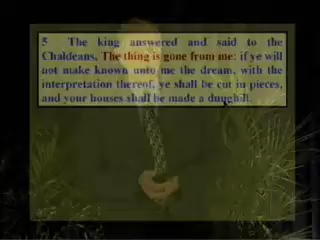 5 The king answered and said to the
Chaldeans, The thing is gone from me: if ye will
not make known unto me the dream, with the
interpretation thereof, ye shall be cut in pieces,
and your houses shall be made a dunghill.